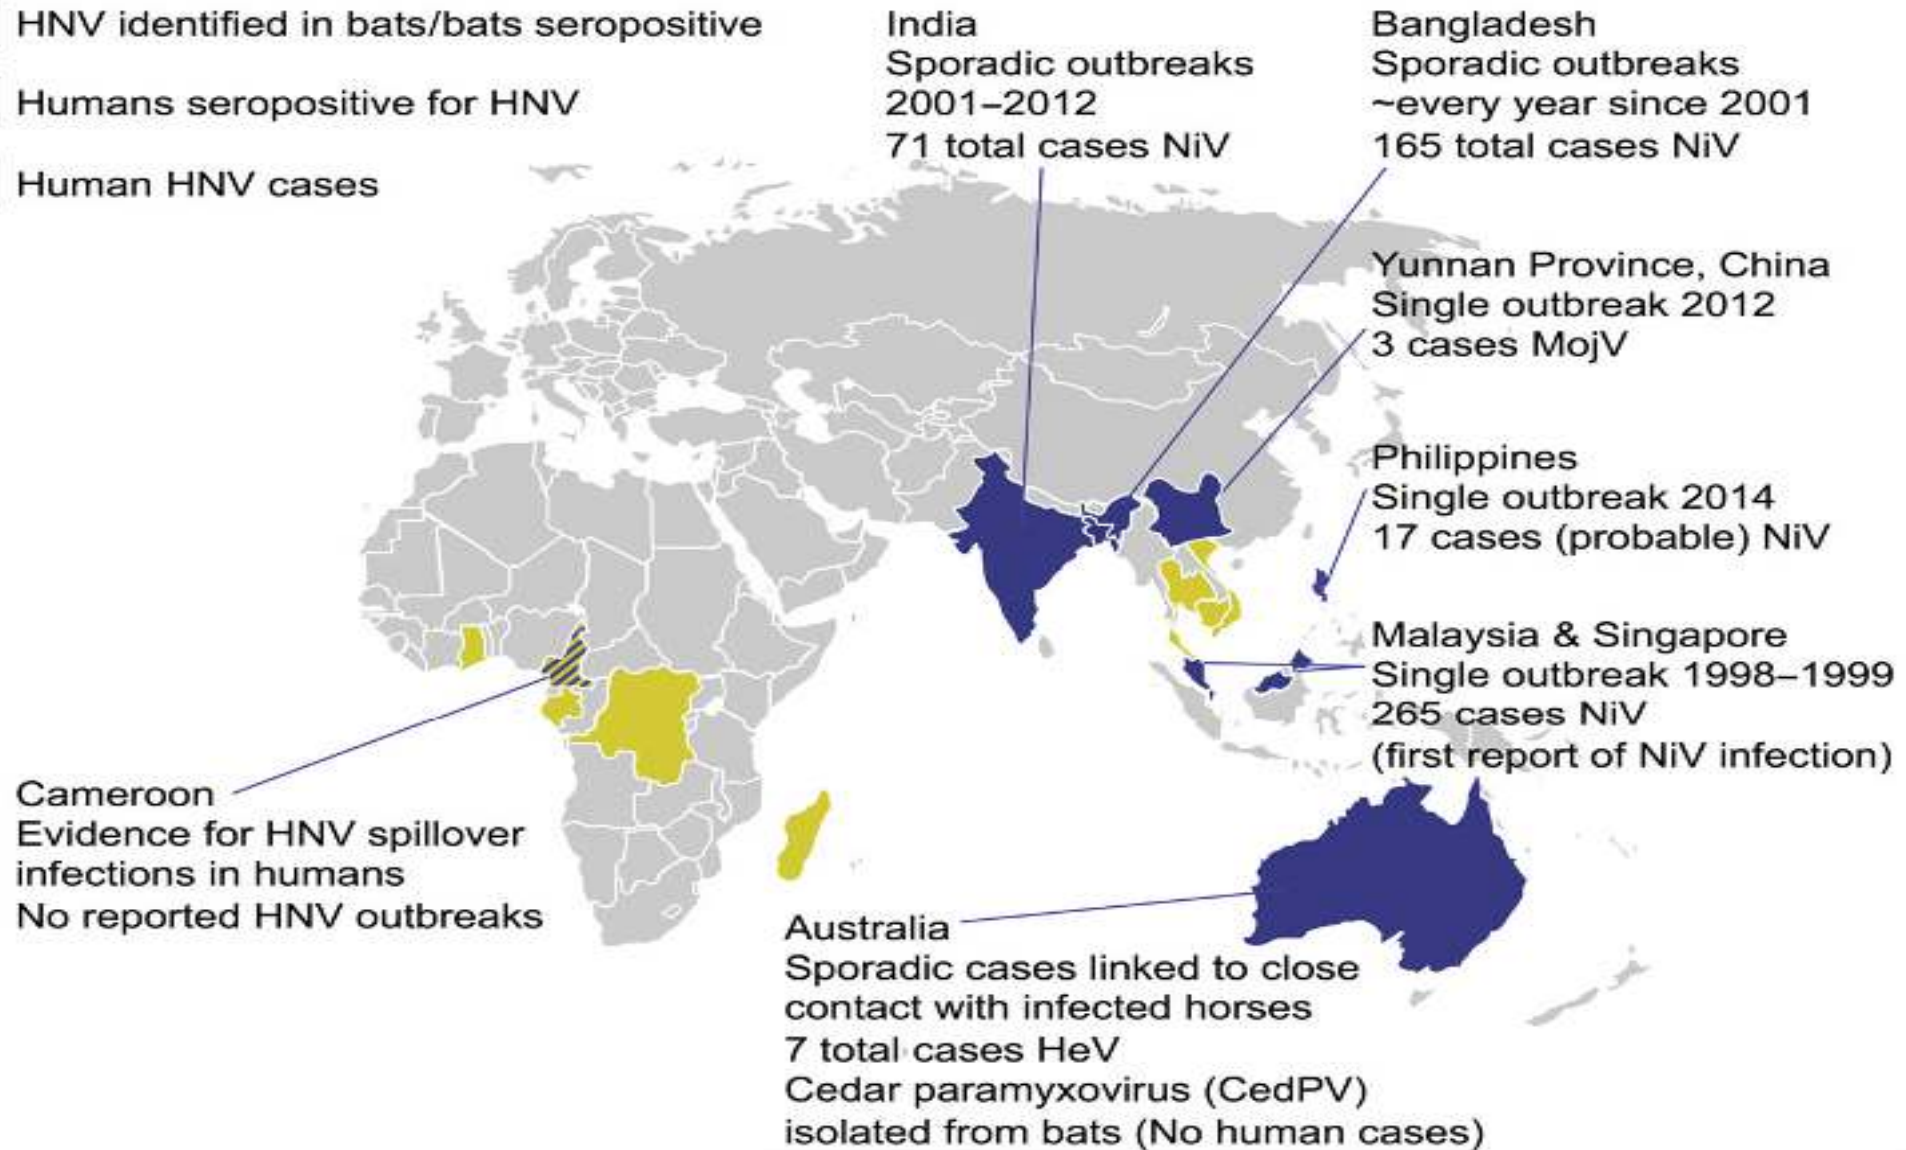 HNV identified in bats/bats seropositive
Humans seropositive for HNV
Human HNV cases
India
Sporadic outbreaks
2001–2012
71 total cases NiV
Bangladesh
Sporadic outbreaks
~every year since 2001
165 total cases NiV
Yunnan Province, China
Single outbreak 2012
3 cases MojV
Philippines
Single outbreak 2014
17 cases (probable) NiV
Malaysia & Singapore
Single outbreak 1998–1999
265 cases NiV
(first report of NiV infection)
Cameroon
Evidence for HNV spillover
infections in humans
No reported HNV outbreaks
Australia
Sporadic cases linked to close
contact with infected horses
7 total cases HeV
Cedar paramyxovirus (CedPV)
isolated from bats (No human cases)